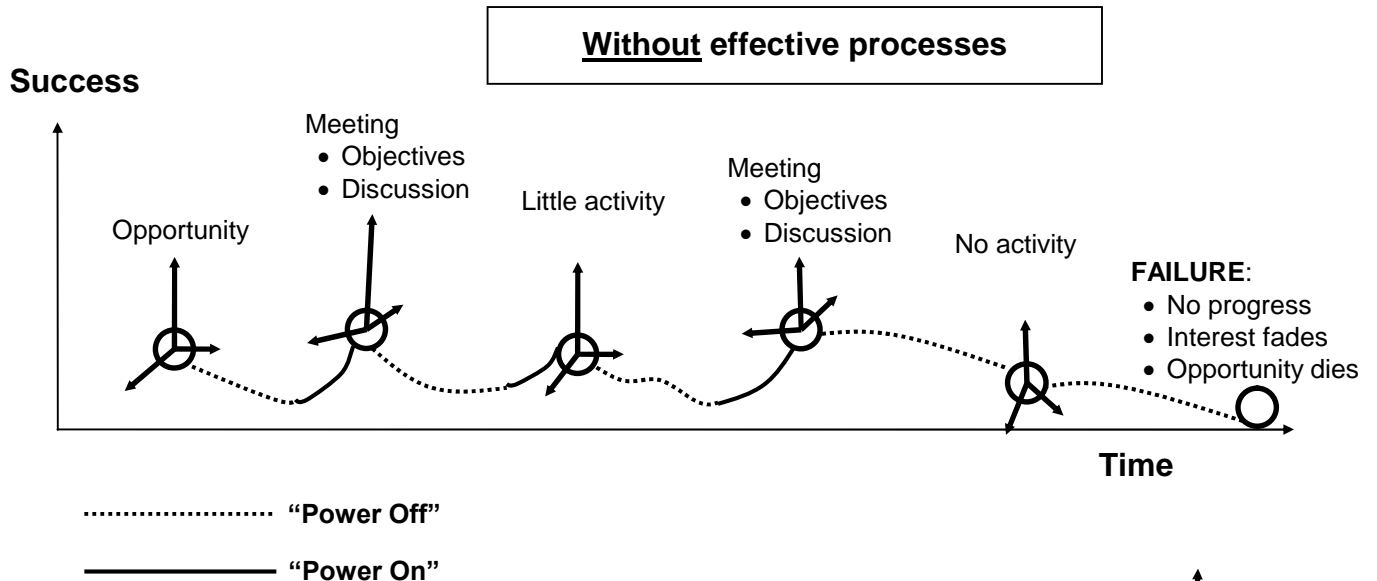 Without effective processes
Success
Meeting
• Objectives
• Discussion
Meeting
• Objectives
• Discussion
Little activity
Opportunity
No activity
FAILURE:
• No progress
• Interest fades
• Opportunity dies
Time
“Power Off”
“Power On”